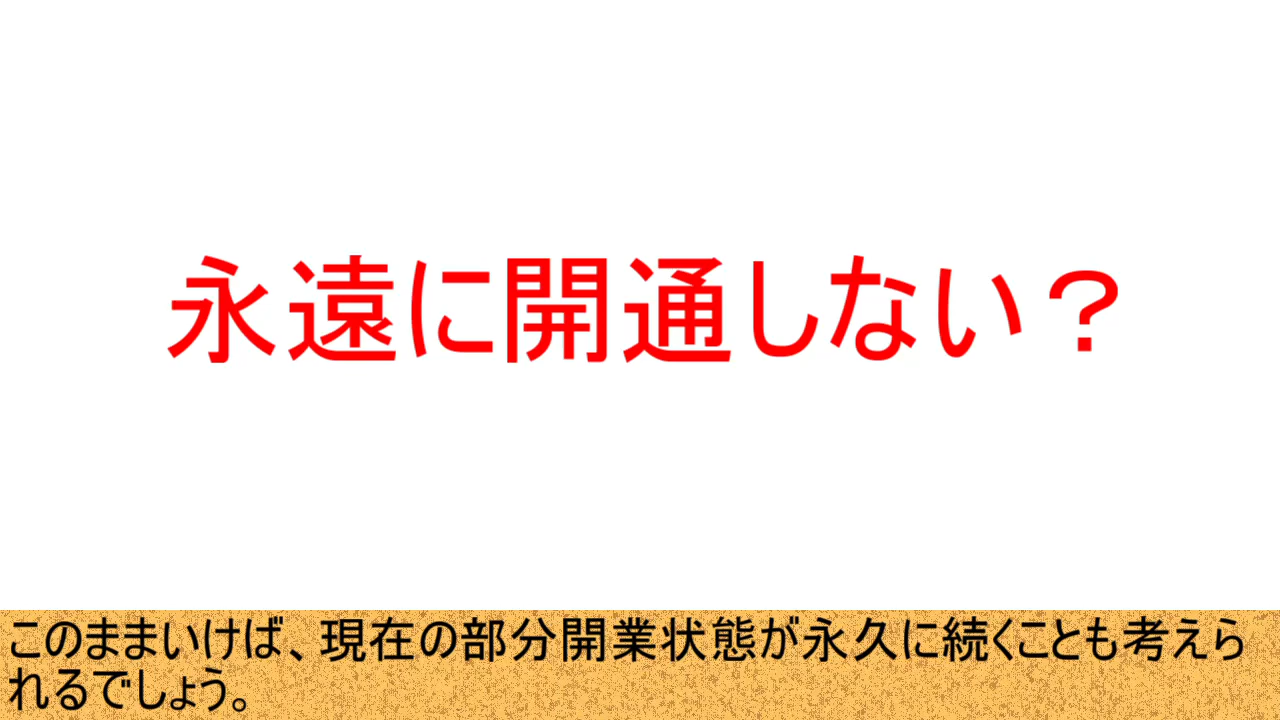 永遠に開通しない？
このままいけば、現在の部分開業状態が永久に続くことも考えら
れるでしょう。